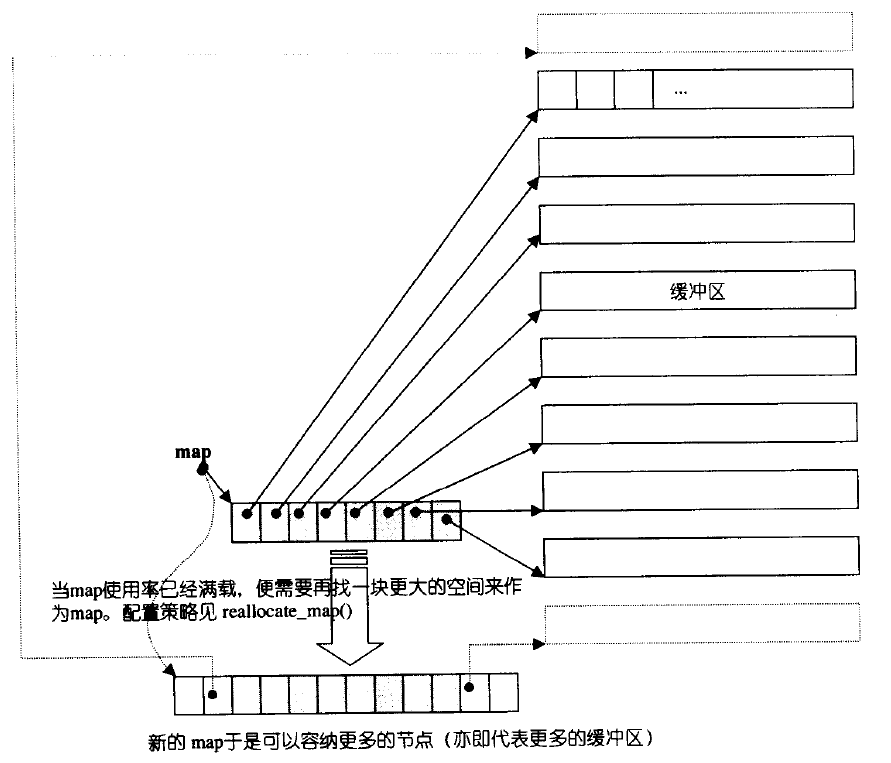 ...
缓冲区
map
当map使用率已经满载，便需要再找一块更大的空间来作
为map。配置策略见 reallocate_map()
新的 map于是可以容纳更多的节点（亦即代表更多的缓冲区）